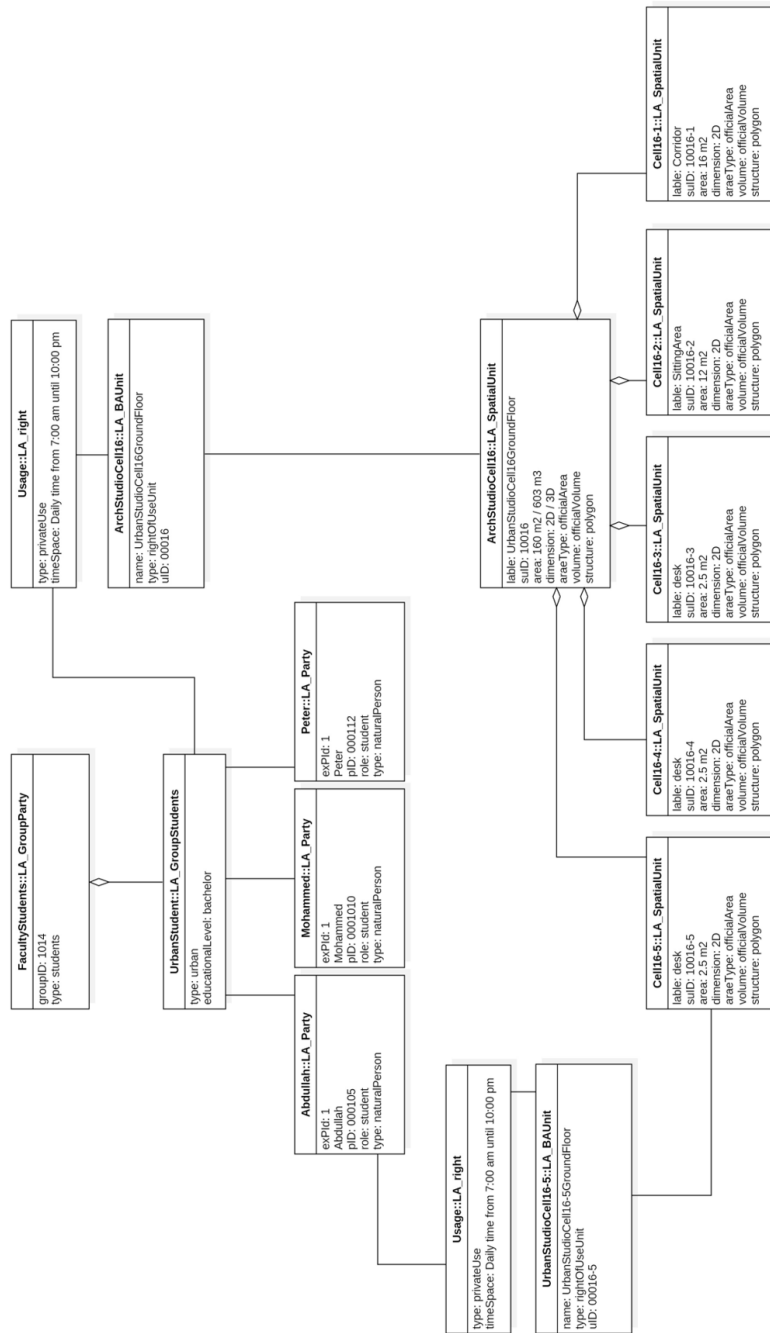 FacultyStudents::LA_GroupParty
groupID: 1014
type: students
Usage::LA_right
type: privateUse
timeSpace: Daily time from 7:00 am until 10:00 pm
UrbanStudent::LA_GroupStudents
type: urban
educationalLevel: bachelor
ArchStudioCell16::LA_BAUnit
name: UrbanStudioCell16GroundFloor
type: rightOfUseUnit
uID: 00016
Abdullah::LA_Party
exPId: 1
Abdullah
pID: 000105
role: student
type: naturalPerson
Mohammed::LA_Party
exPId: 1
Mohammed
pID: 0001010
role: student
type: naturalPerson
Peter::LA_Party
exPId: 1
Peter
pID: 000112
role: student
type: naturalPerson
Usage::LA_right
type: privateUse
timeSpace: Daily time from 7:00 am until 10:00 pm
UrbanStudioCell16-5::LA_BAUnit
name: UrbanStudioCell16-5GroundFloor
type: rightOfUseUnit
uID: 00016-5
ArchStudioCell16::LA_SpatialUnit
lable: UrbanStudioCell16GroundFloor
suID: 10016
area: 160 m2 / 603 m3
dimension: 2D / 3D
araeType: officialArea
volume: officialVolume
structure: polygon
Cell16-5::LA_SpatialUnit
lable: desk
suID: 10016-5
area: 2.5 m2
dimension: 2D
araeType: officialArea
volume: officialVolume
structure: polygon
Cell16-4::LA_SpatialUnit
lable: desk
suID: 10016-4
area: 2.5 m2
dimension: 2D
araeType: officialArea
volume: officialVolume
structure: polygon
Cell16-3::LA_SpatialUnit
lable: desk
suID: 10016-3
area: 2.5 m2
dimension: 2D
araeType: officialArea
volume: officialVolume
structure: polygon
Cell16-2::LA_SpatialUnit
lable: SittingArea
suID: 10016-2
area: 12 m2
dimension: 2D
araeType: officialArea
volume: officialVolume
structure: polygon
Cell16-1::LA_SpatialUnit
lable: Corridor
suID: 10016-1
area: 16 m2
dimension: 2D
araeType: officialArea
volume: officialVolume
structure: polygon